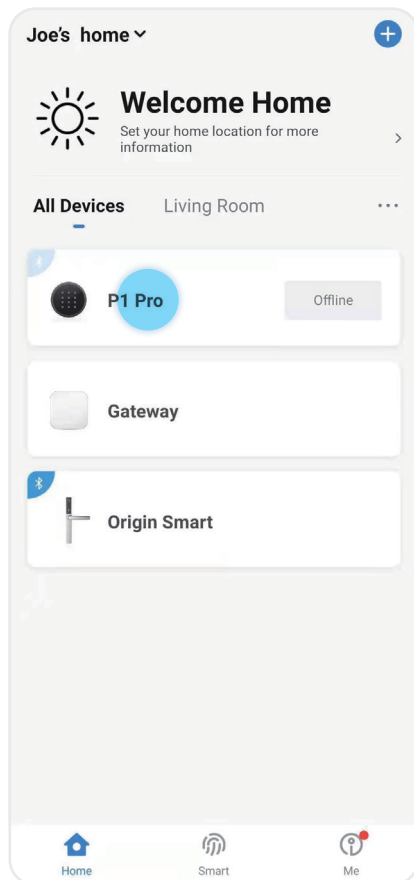 Joe's home
Welcome Home
Set your home location for more
information
All Devices Living Room
P1 Pro Offline
Gateway
Origin Smart
Home Smart Me